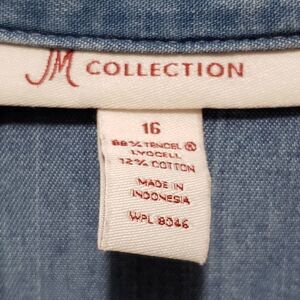 JM COLLECTION
16
88% TENCEL ®
LYOCELL
12% COTTON
MADE IN
INDONESIA
WPL 8046